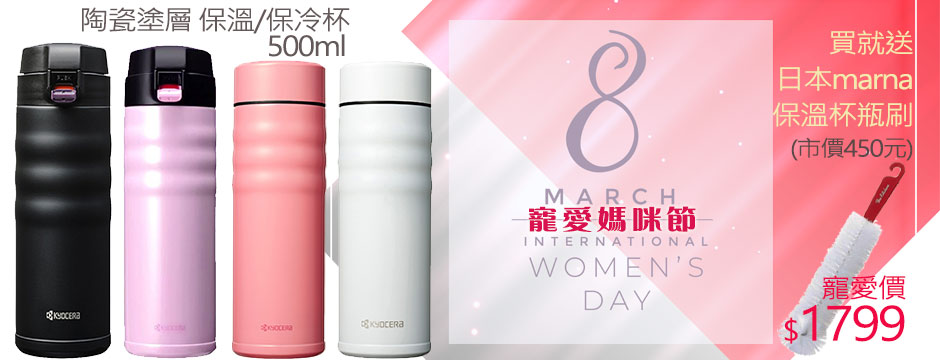 陶瓷塗層 保溫/保冷杯
500ml
KYOCERA
KYOCERA
KYOCERA
KYOCERA
8
MARCH
寵愛媽咪節
INTERNATIONAL
WOMEN'S
DAY
買就送
日本marna
保溫杯瓶刷
(市價450元)
寵愛價
$1799